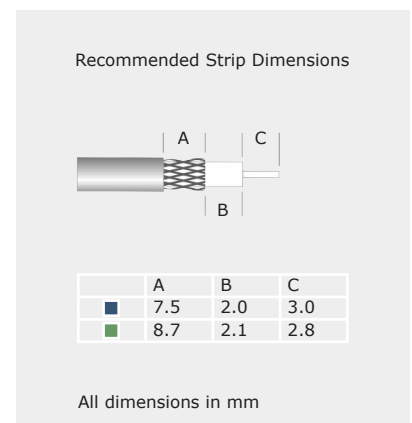 Recommended Strip Dimensions
A C
B
A B C
7.5 2.0 3.0
8.7 2.1 2.8
All dimensions in mm